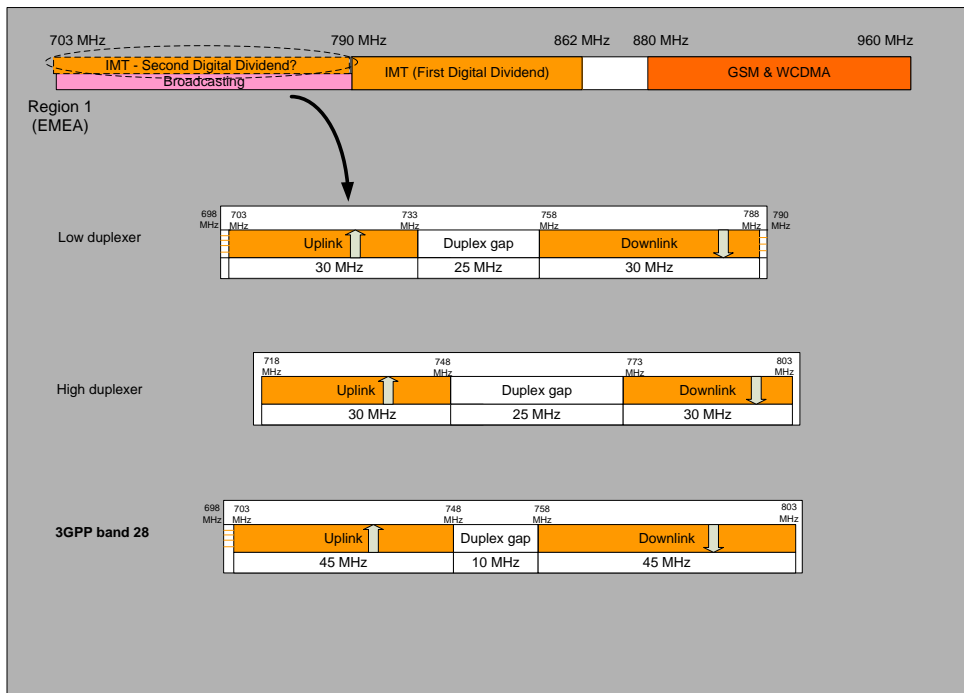 703 MHz
790 MHz
862 MHz
880 MHz
960 MHz
IMT - Second Digital Dividend?
Broadcasting
IMT (First Digital Dividend)
GSM & WCDMA
Region 1
(EMEA)
Low duplexer
698
MHz
703
MHz
733
MHz
758
MHz
788
MHz
790
MHz
Uplink
Duplex gap
Downlink
30 MHz
25 MHz
30 MHz
High duplexer
718
MHz
748
MHz
773
MHz
803
MHz
Uplink
Duplex gap
Downlink
30 MHz
25 MHz
30 MHz
3GPP band 28
698
MHz
703
MHz
748
MHz
758
MHz
803
MHz
Uplink
Duplex gap
Downlink
45 MHz
10 MHz
45 MHz